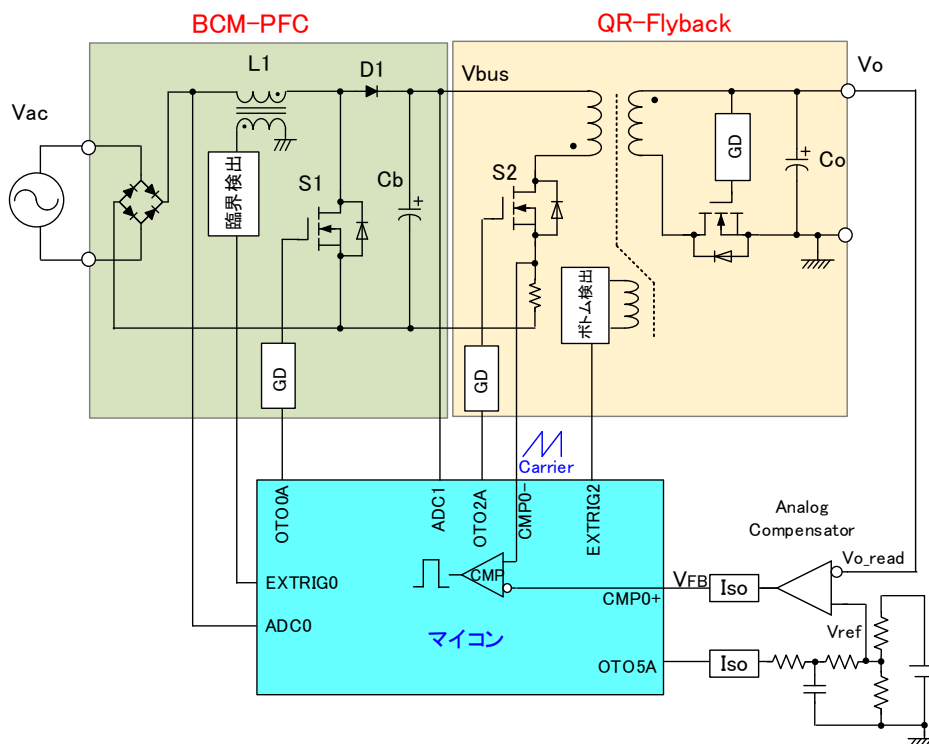 BCM-PFC
QR-Flyback
L1
D1
Vbus
Vo
Vac
臨界検出
S1
Cb
+
S2
GD
+
Co
ボトム検出
GD
GD
Carrier
OTO0A
ADC1
OTO2A
CMP0-
EXTRIG2
Analog
Compensator
Vo_read
CMP
EXTRIG0
VFB
Iso
CMP0+
ADC0
マイコン
Vref
OTO5A
Iso